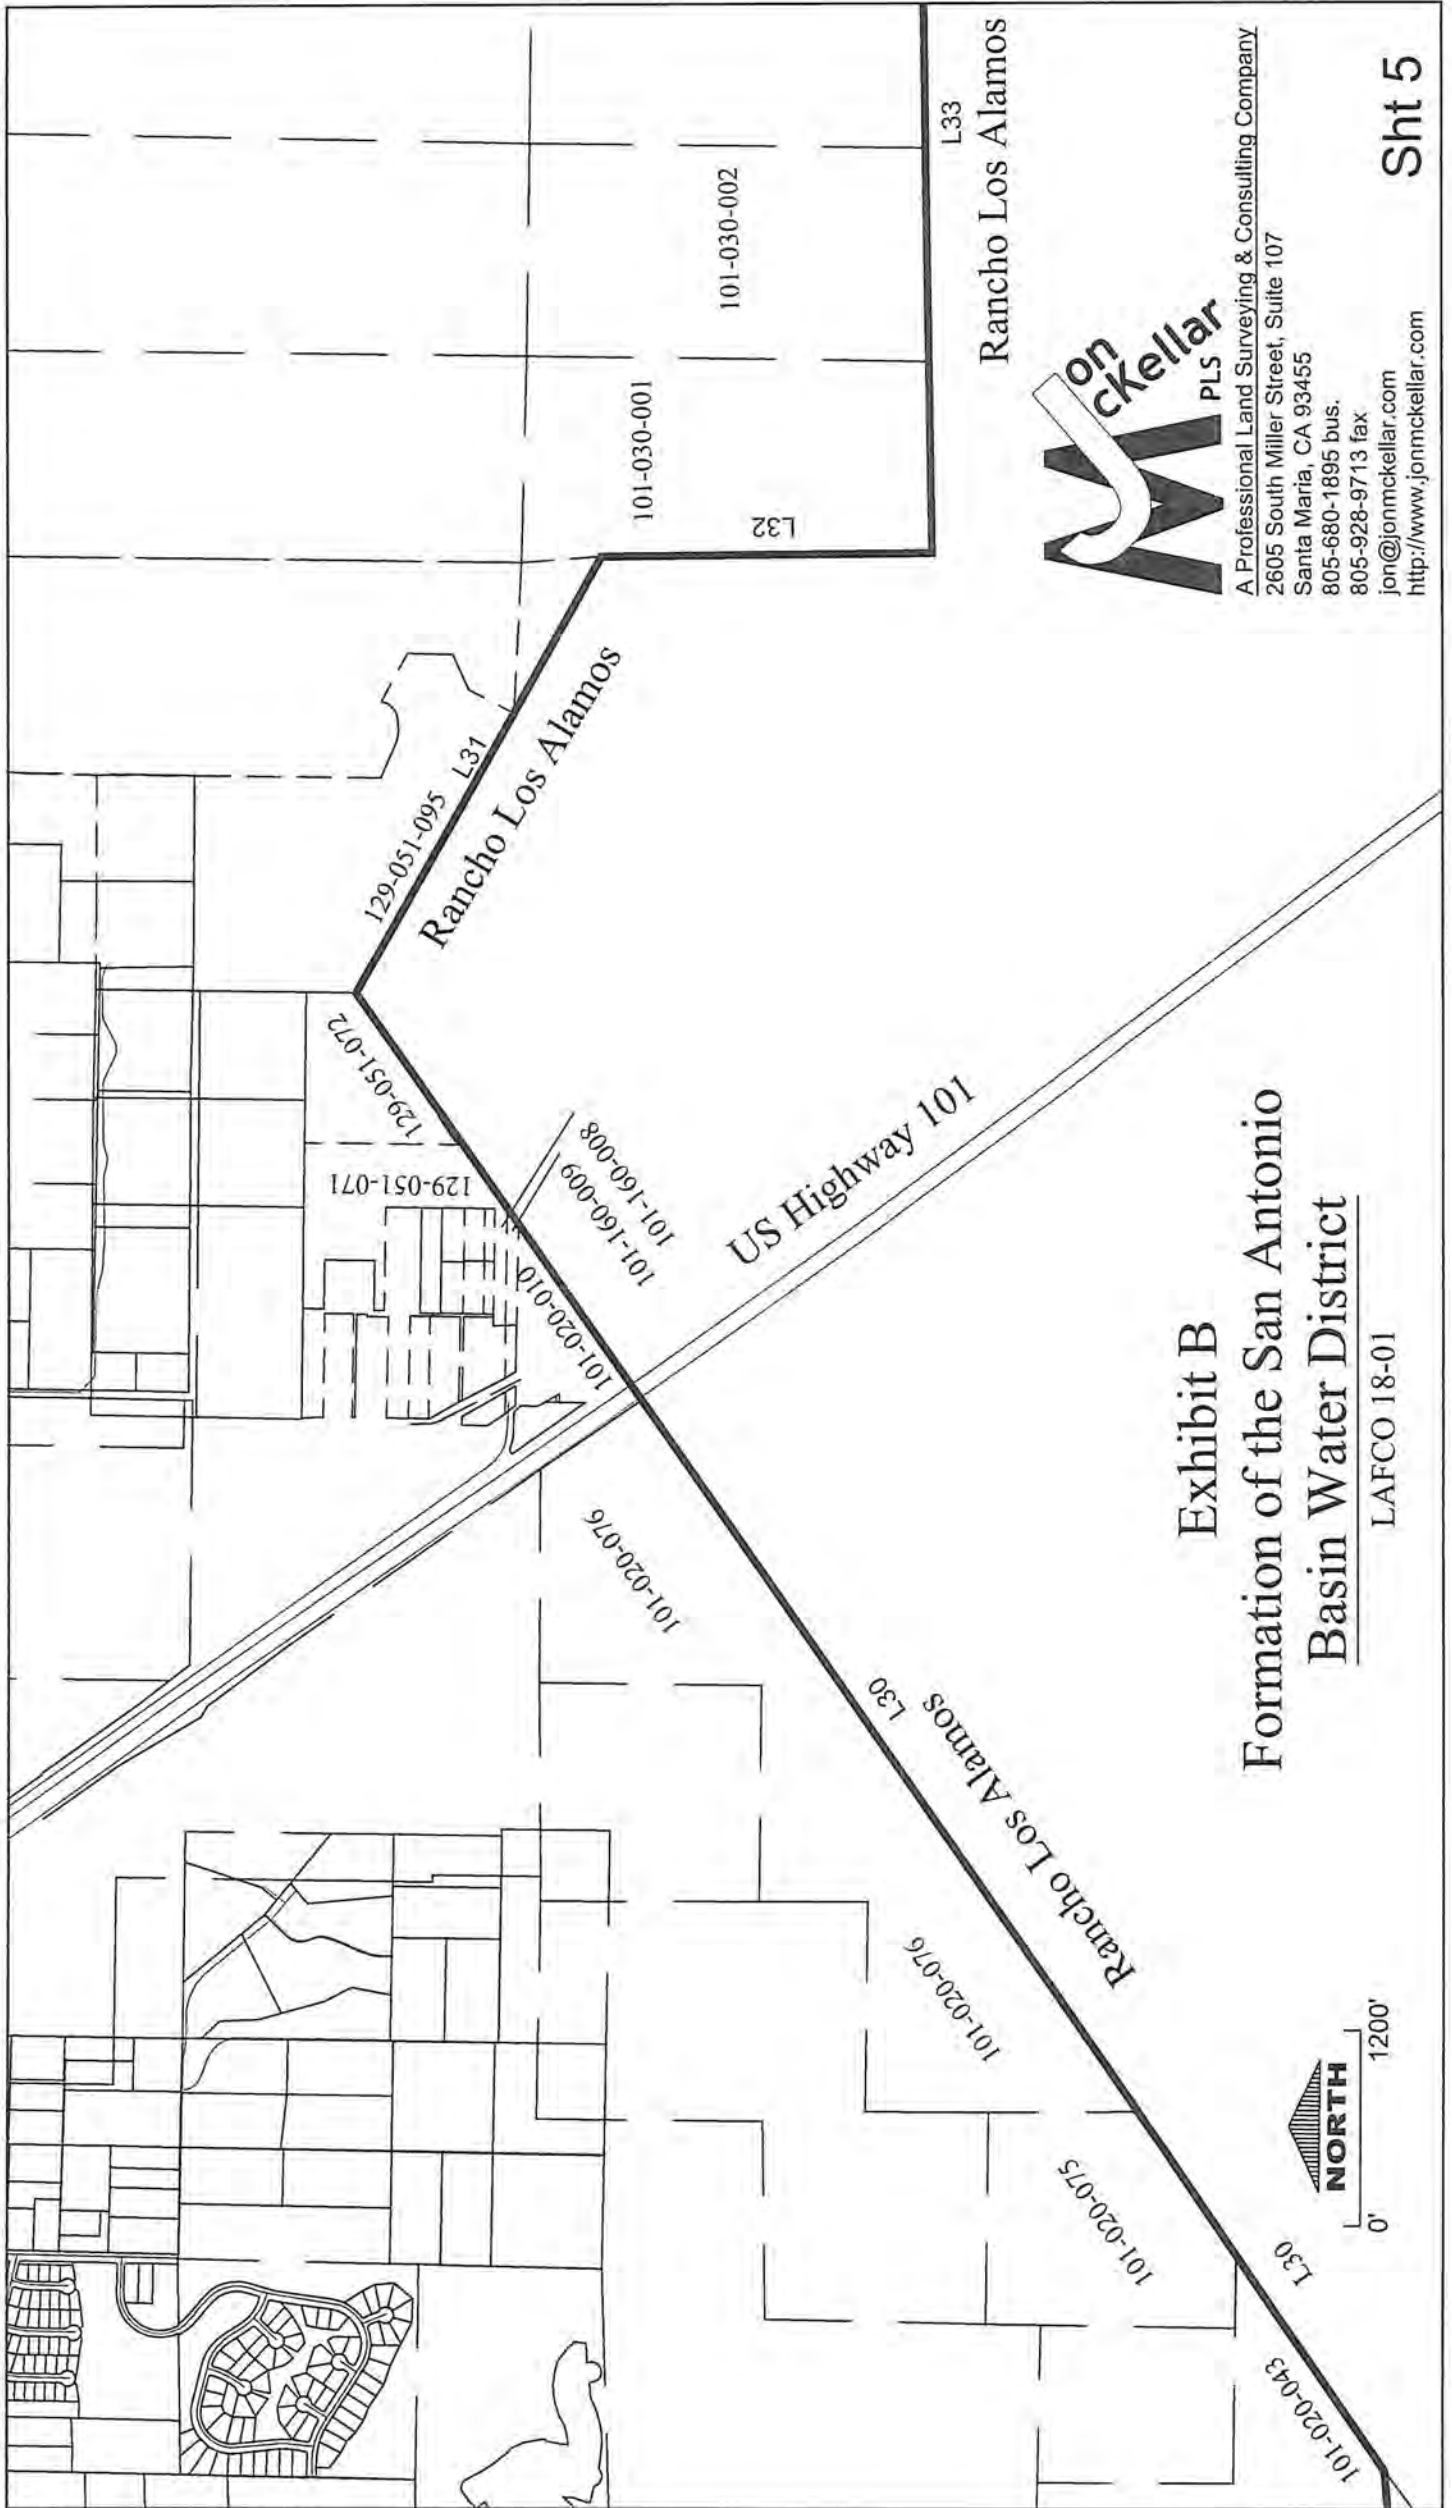 101-030-002
101-030-001
L33
Rancho Los Alamos
L32
L31
129-051-095
Rancho Los Alamos
129-051-072
129-051-071
101-160-008
101-160-009
101-020-010
US Highway 101
101-020-076
L30
Rancho Los Alamos
101-020-076
101-020-075
L30
101-020-043
NORTH
0' 1200'
Exhibit B
Formation of the San Antonio
Basin Water District
LAFCO 18-01
on
cKellar
PLS
A Professional Land Surveying & Consulting Company
2605 South Miller Street, Suite 107
Santa Maria, CA 93455
805-680-1895 bus.
805-928-9713 fax
jon@jonmckellar.com
http://www.jonmckellar.com
Sht 5